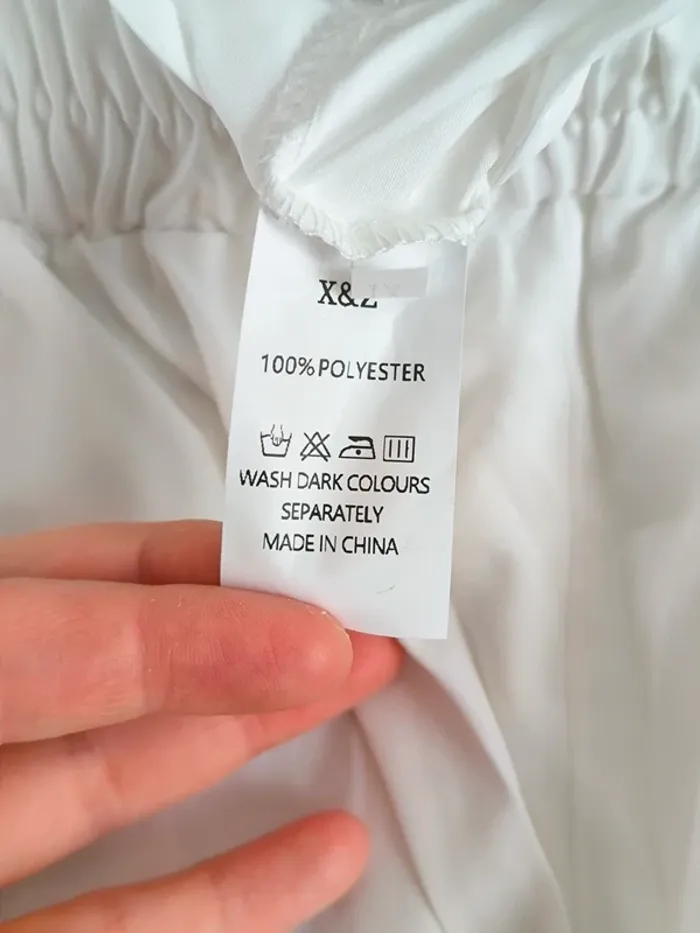 X&Z
100%POLYESTER
WASH DARK COLOURS
SEPARATELY
MADE IN CHINA